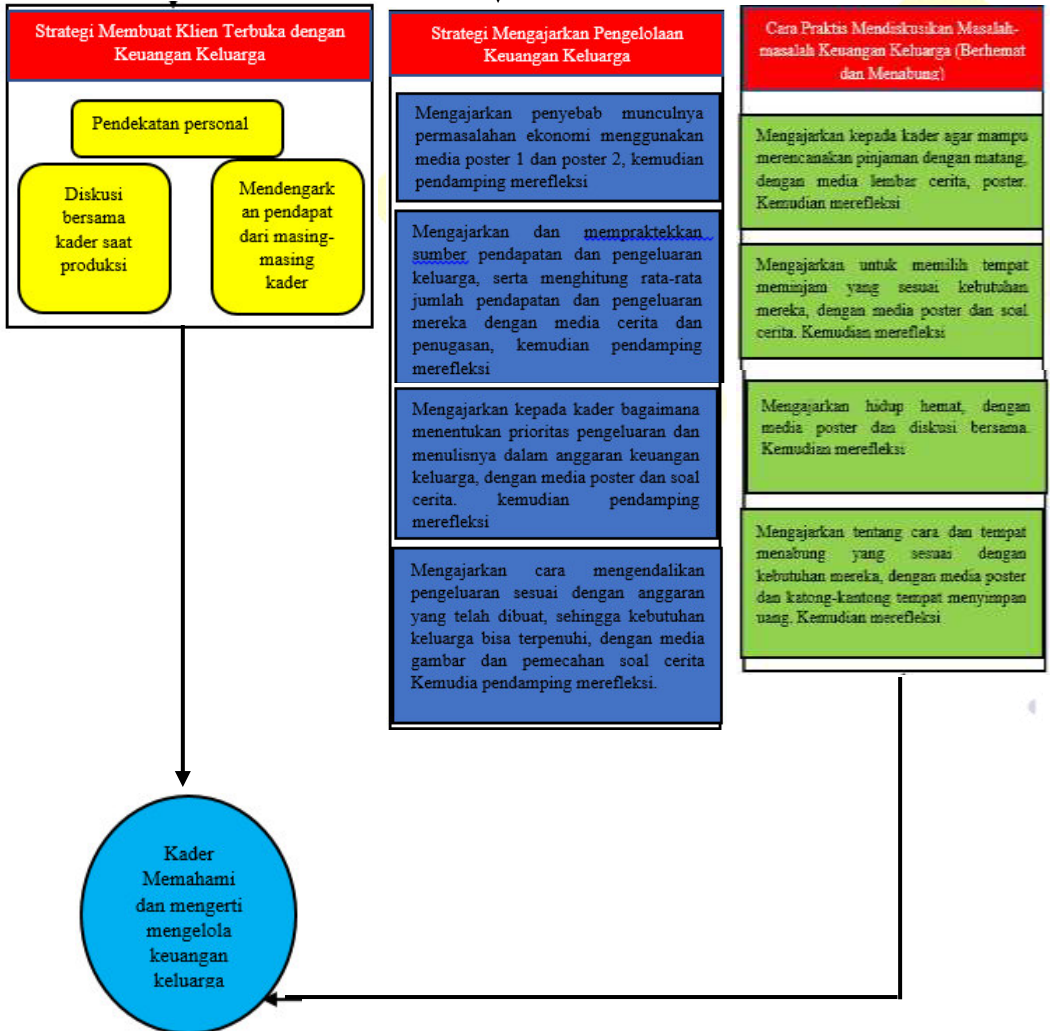 Strategi Membuat Klien Terbuka dengan
Keuangan Keluarga
Pendekatan personal
Diskusi
bersama
kader saat
produksi
Mendengark
an pendapat
dari masing-
masing
kader
Strategi Mengajarkan Pengelolaan
Keuangan Keluarga
Mengajarkan penyebab
munculnya
permasalahan ekonomi menggunakan
media poster 1 dan poster 2, kemudian
pendamping merefleksi
Mengajarkan dan mempraktekkan
sumber pendapatan dan pengeluaran
keluarga, serta menghitung rata-rata
jumlah pendapatan dan pengeluaran
mereka dengan media cerita dan
penugasan, kemudian pendamping
merefleksi
Mengajarkan kepada kader bagaimana
menentukan prioritas pengeluaran dan
menulisnya dalam anggaran keuangan
keluarga, dengan media poster dan soal
cerita. kemudian pendamping
merefleksi
Mengajarkan cara mengendalikan
pengeluaran sesuai dengan anggaran
yang telah dibuat, sehingga kebutuhan
keluarga bisa terpenuhi, dengan media
gambar dan pemecahan soal cerita
Kemudia pendamping merefleksi.
Cara Praktis Mendiskusikan Masalah-
masalah Keuangan Keluarga (Berhemat
dan Menabung)
Mengajarkan kepada kader agar mampu
merencanakan pinjaman dengan matang,
dengan media lembar cerita, poster.
Kemudian merefleksi
Mengajarkan untuk memilih tempat
meminjam yang sesuai kebutuhan
mereka, dengan media poster dan soal
cerita. Kemudian merefleksi
Mengajarkan hidup hemat, dengan
media poster dan diskusi bersama.
Kemudian merefleksi
Mengajarkan tentang cara dan tempat
menabung yang sesuai dengan
kebutuhan mereka, dengan media poster
dan katong-kantong tempat menyimpan
uang. Kemudian merefleksi
Kader
Memahami
dan mengerti
mengelola
keuangan
keluarga